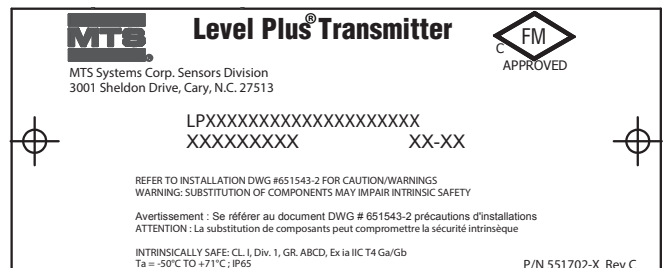 MTS®
Level Plus® Transmitter
C FM
APPROVED
MTS Systems Corp. Sensors Division
3001 Sheldon Drive, Cary, N.C. 27513
LPXXXXXXXXXXXXXXXXXXXX
XXXXXXXXX XX-XX
REFER TO INSTALLATION DWG #651543-2 FOR CAUTION/WARNINGS
WARNING: SUBSTITUTION OF COMPONENTS MAY IMPAIR INTRINSIC SAFETY
Avertissement : Se référer au document DWG # 651543-2 précautions d'installations
ATTENTION : La substitution de composants peut compromettre la sécurité intrinsèque
INTRINSICALLY SAFE: CL. I, Div. 1, GR. ABCD, Ex ia IIC T4 Ga/Gb
Ta = -50°C TO +71°C ; IP65
P/N 551702-X Rev C